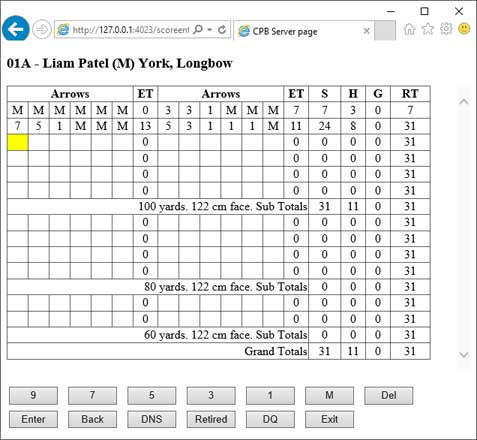 http://127.0.0.1:4023/scoreent
CPB Server page
01A - Liam Patel (M) York, Longbow
Arrows ET Arrows ET S H G RT
M M M M M M 0 3 3 1 M M M 7 7 3 0 7
7 5 1 M M M 13 5 3 1 1 1 M 11 24 8 0 31
0 0 0 0 0 31
0 0 0 0 0 31
0 0 0 0 0 31
0 0 0 0 0 31
100 yards. 122 cm face. Sub Totals 31 11 0 31
0 0 0 0 0 31
0 0 0 0 0 31
0 0 0 0 0 31
0 0 0 0 0 31
80 yards. 122 cm face. Sub Totals 0 0 0 31
0 0 0 0 0 31
0 0 0 0 0 31
60 yards. 122 cm face. Sub Totals 0 0 0 31
Grand Totals 31 11 0 31
9 7 5 3 1 M Del
Enter Back DNS Retired DQ Exit